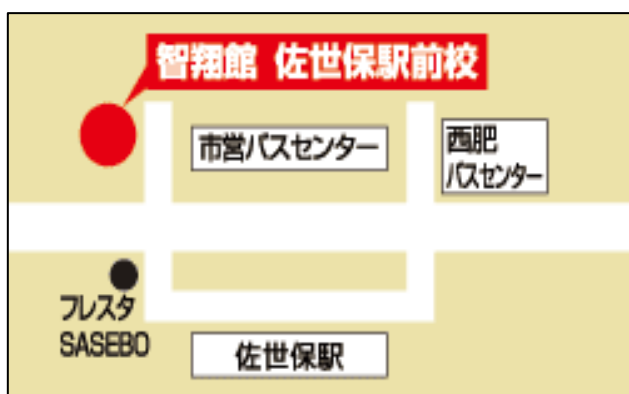 智翔館 佐世保駅前校
市営バスセンター
西肥
バスセンター
フレスタ
SASEBO
佐世保駅